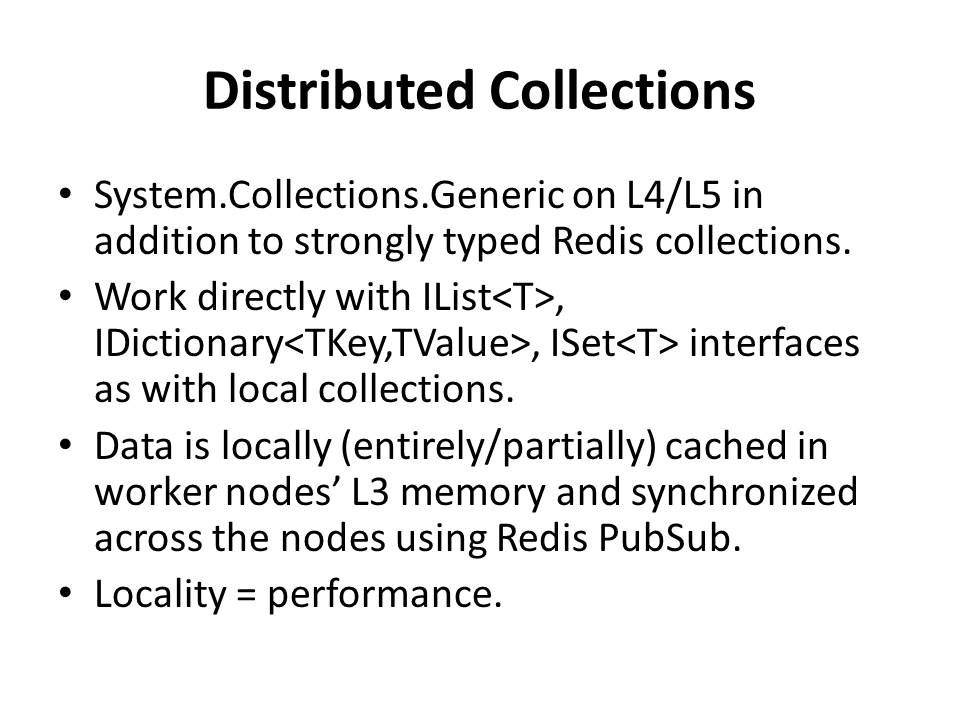 Distributed Collections
• System.Collections.Generic on L4/L5 in
addition to strongly typed Redis collections.
• Work directly with IList<T>,
IDictionary<TKey,TValue>, ISet<T> interfaces
as with local collections.
• Data is locally (entirely/partially) cached in
worker nodes’ L3 memory and synchronized
across the nodes using Redis PubSub.
• Locality = performance.